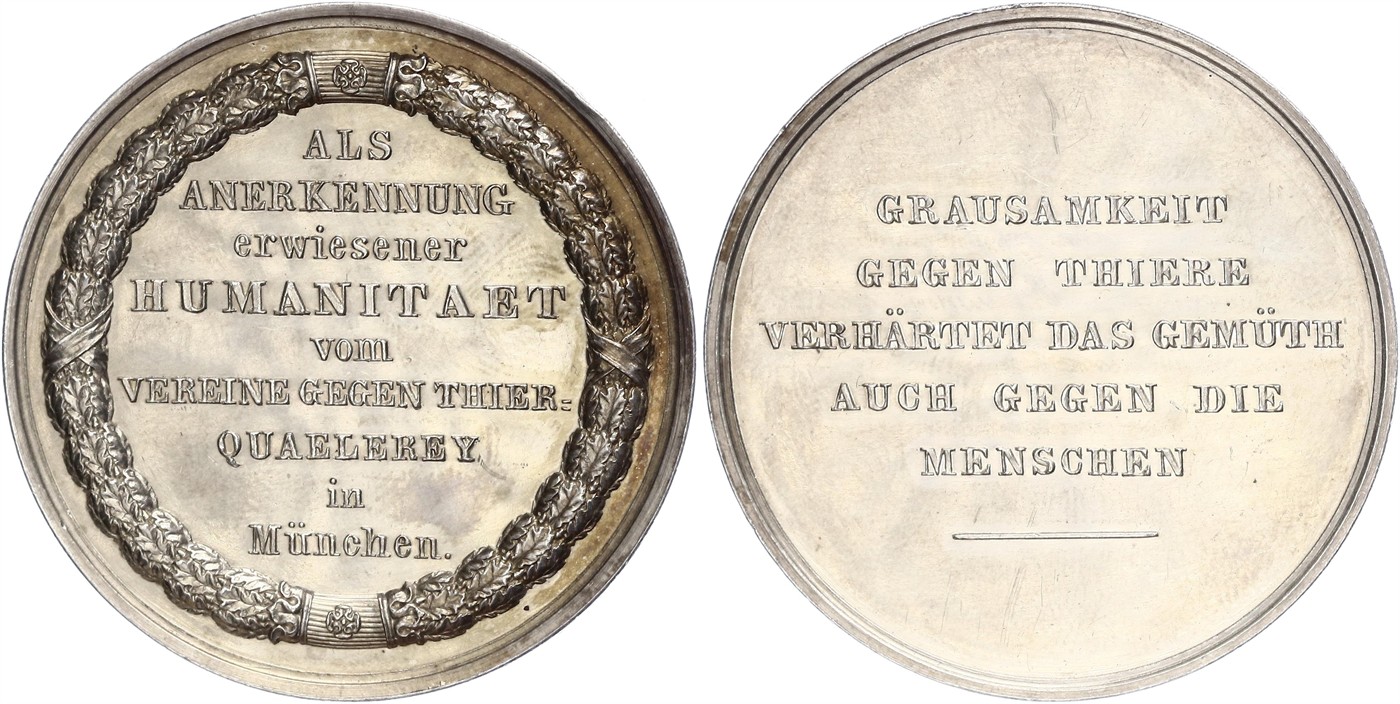 ALS
ANERKENNUNG
erwiesener
HUMANITAET
vom
VEREINE GEGEN THIER=
QUAELEREY
in
München.
GRAUSAMKEIT
GEGEN THIERE
VERHÄRTET DAS GEMÜTH
AUCH GEGEN DIE
MENSCHEN